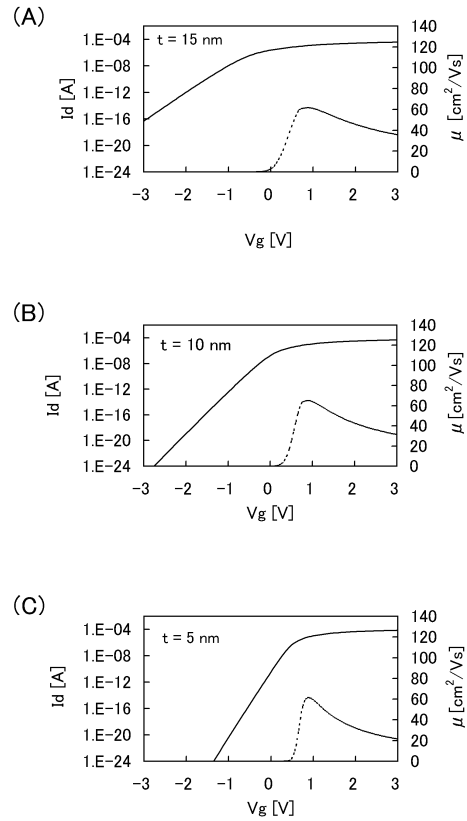 (A)
t = 15 nm
1.E-04
1.E-08
1.E-12
1.E-16
1.E-20
1.E-24
Id [A]
140
120
100
80
60
40
20
0
μ [cm²/Vs]
-3 -2 -1 0 1 2 3
Vg [V]
(B)
t = 10 nm
1.E-04
1.E-08
1.E-12
1.E-16
1.E-20
1.E-24
Id [A]
140
120
100
80
60
40
20
0
μ [cm²/Vs]
-3 -2 -1 0 1 2 3
Vg [V]
(C)
t = 5 nm
1.E-04
1.E-08
1.E-12
1.E-16
1.E-20
1.E-24
Id [A]
140
120
100
80
60
40
20
0
μ [cm²/Vs]
-3 -2 -1 0 1 2 3
Vg [V]